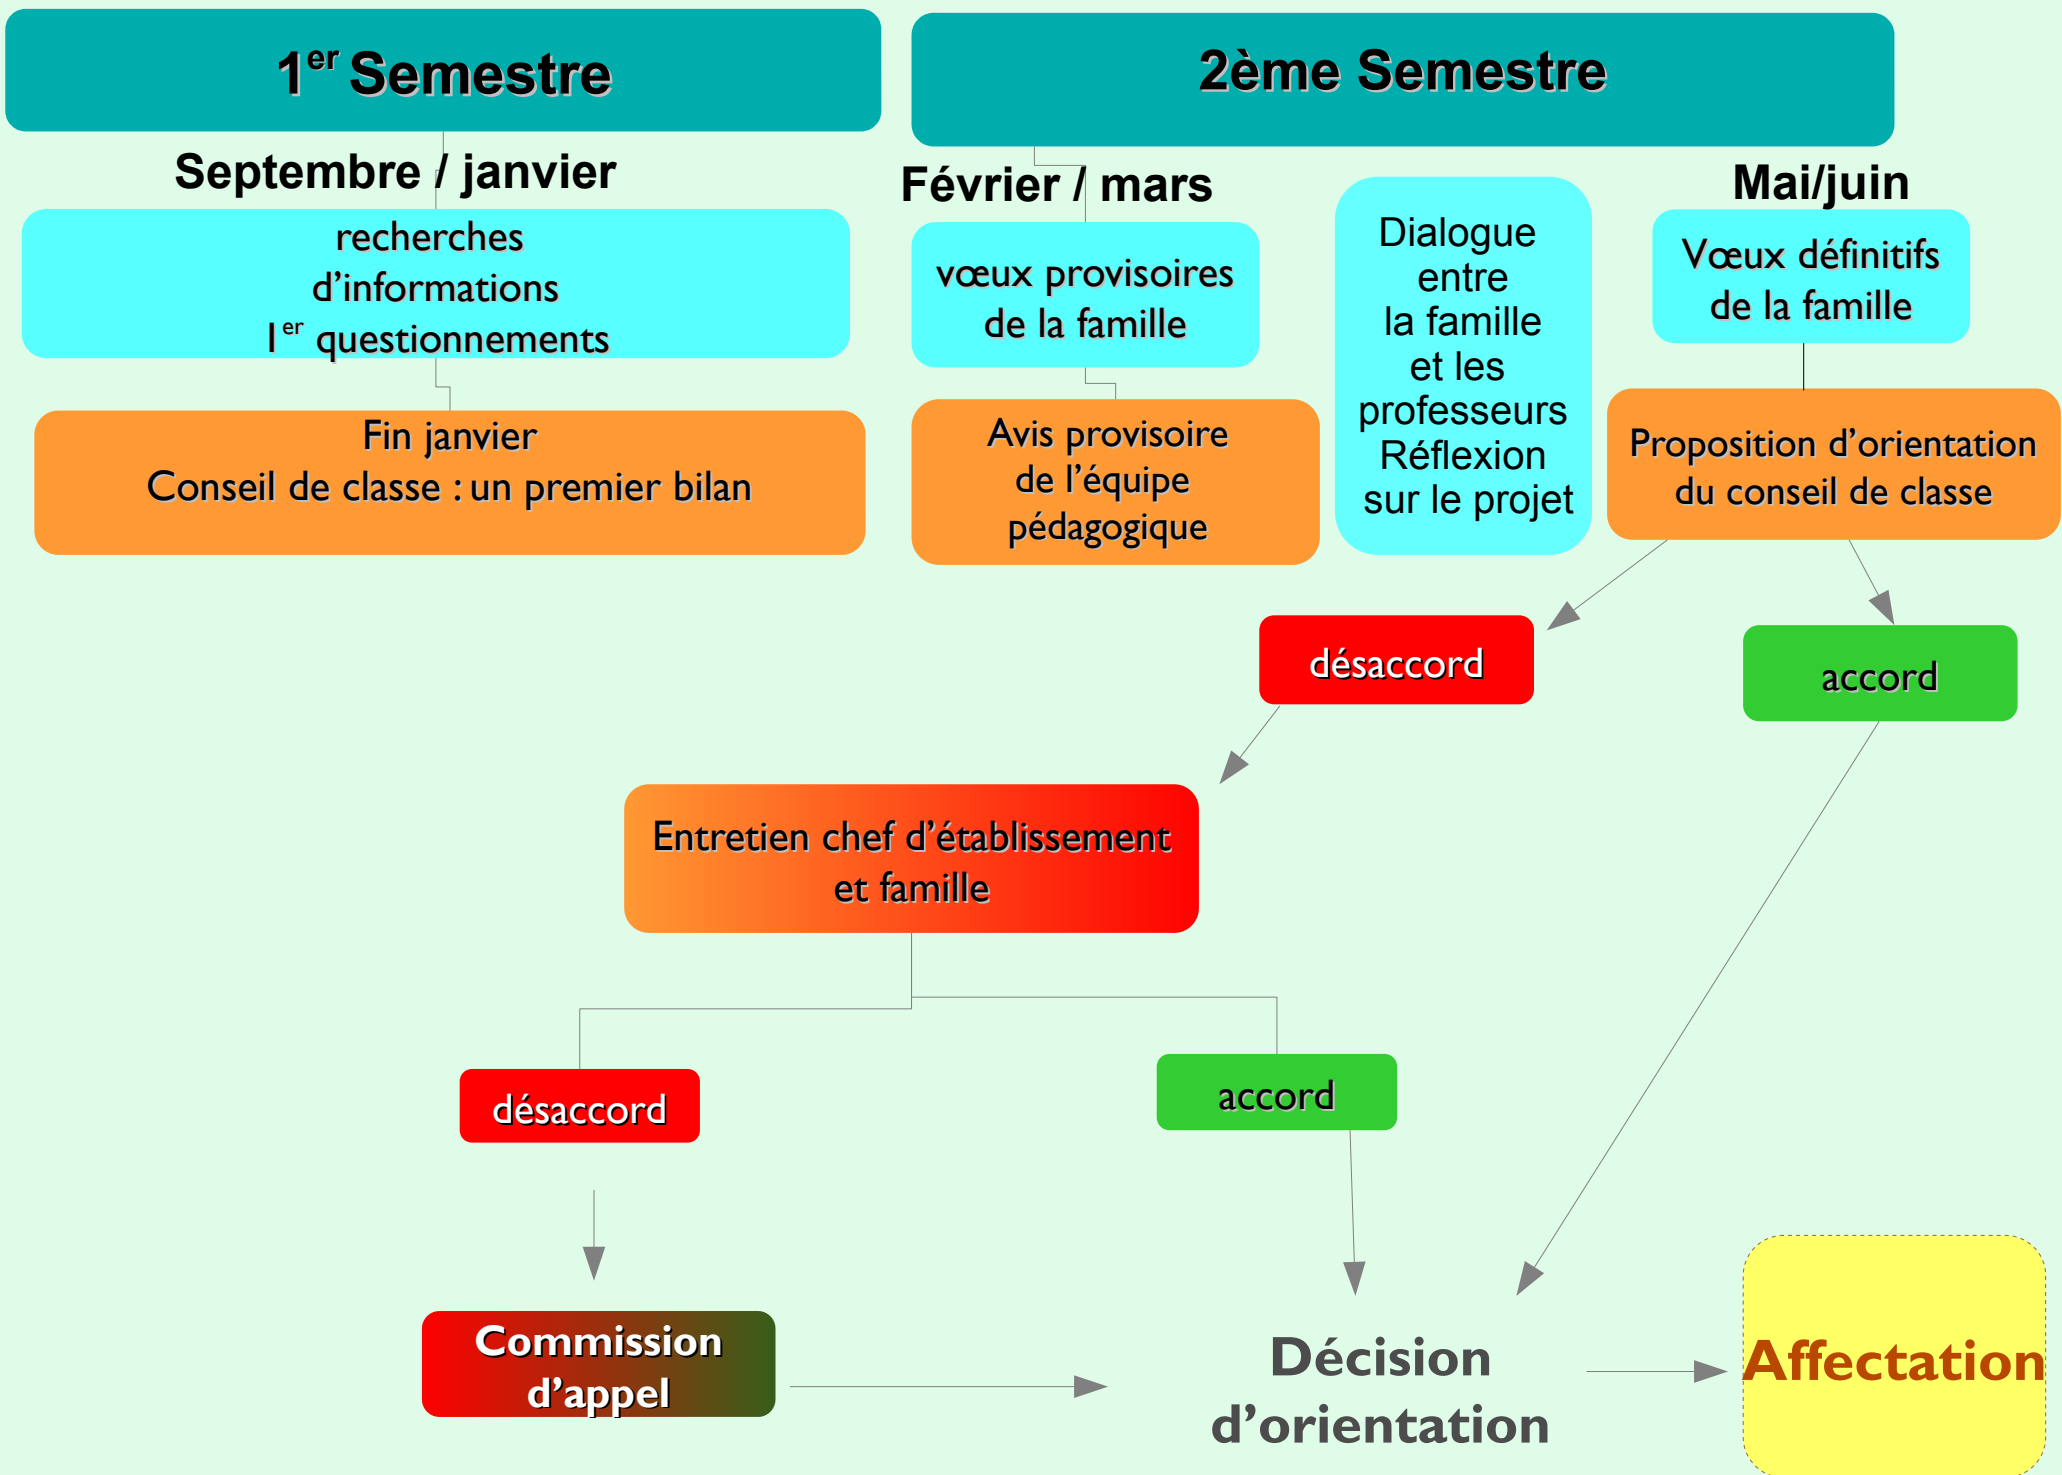 1er Semestre
2ème Semestre
Septembre / janvier
recherches
d’informations
1er questionnements
Fin janvier
Conseil de classe : un premier bilan
Février / mars
vœux provisoires
de la famille
Avis provisoire
de l’équipe
pédagogique
Dialogue
entre
la famille
et les
professeurs
Réflexion
sur le projet
Mai/juin
Vœux définitifs
de la famille
Proposition d’orientation
du conseil de classe
désaccord
accord
Entretien chef d’établissement
et famille
désaccord
accord
Commission
d’appel
Décision
d’orientation
Affectation